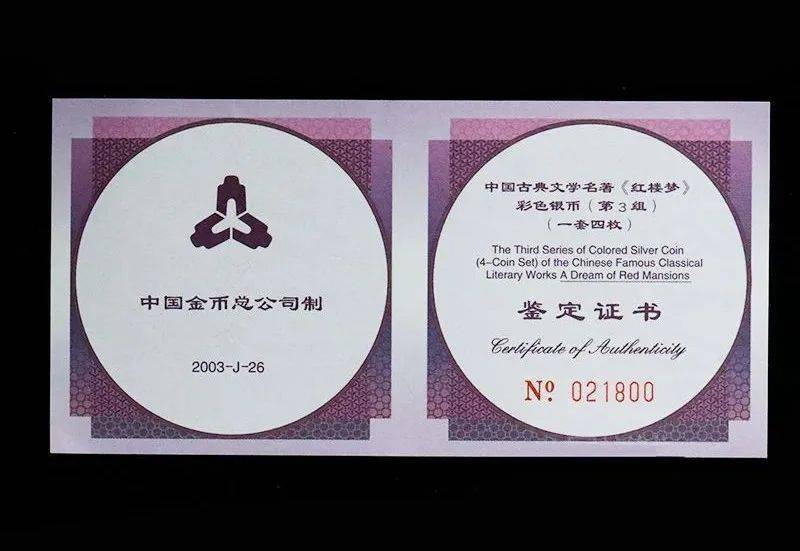 中国金币总公司制
2003-J-26
中国古典文学名著《红楼梦》
彩色银币（第3组）
（一套四枚）
The Third Series of Colored Silver Coin
(4-Coin Set) of the Chinese Famous Classical
Literary Works A Dream of Red Mansions
鉴定证书
Certificate of Authenticity
Nº 021800